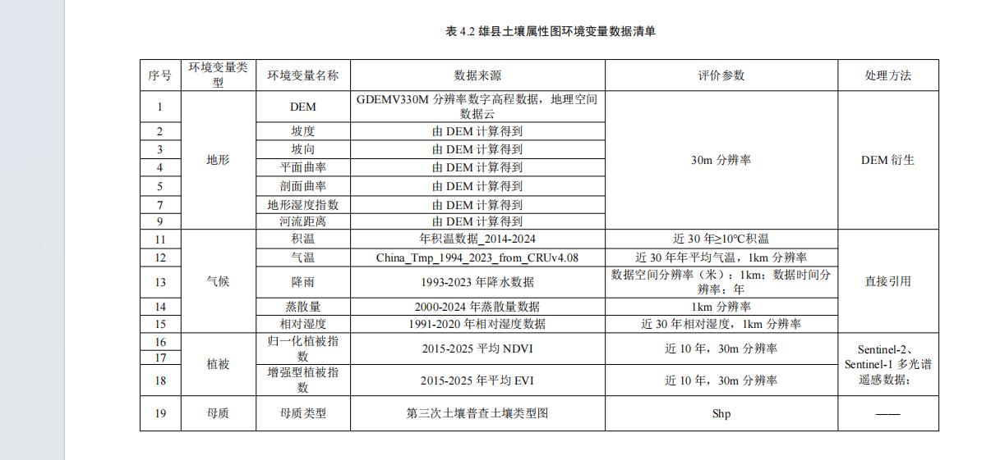 表 4.2 雄县土壤属性图环境变量数据清单
序号 环境变量类型 环境变量名称 数据来源 评价参数 处理方法
1 地形 DEM GDEMV330M 分辨率数字高程数据，地理空间数据云 30m 分辨率 DEM 衍生
2 坡度 由 DEM 计算得到
3 坡向 由 DEM 计算得到
4 平面曲率 由 DEM 计算得到
5 剖面曲率 由 DEM 计算得到
7 地形湿度指数 由 DEM 计算得到
9 河流距离 由 DEM 计算得到
11 气候 积温 年积温数据_2014-2024 近 30 年≥10℃积温 直接引用
12 气温 China_Tmp_1994_2023_from_CRUv4.08 近 30 年年平均气温，1km 分辨率
13 降雨 1993-2023 年降水数据 数据空间分辨率（米）：1km；数据时间分辨率：年
14 蒸散量 2000-2024 年蒸散量数据 1km 分辨率
15 相对湿度 1991-2020 年相对湿度数据 近 30 年相对湿度，1km 分辨率
16 植被 归一化植被指数 2015-2025 平均 NDVI 近 10 年，30m 分辨率 Sentinel-2、Sentinel-1 多光谱遥感数据；
17
18 增强型植被指数 2015-2025 年平均 EVI 近 10 年，30m 分辨率
19 母质 母质类型 第三次土壤普查土壤类型图 Shp ——